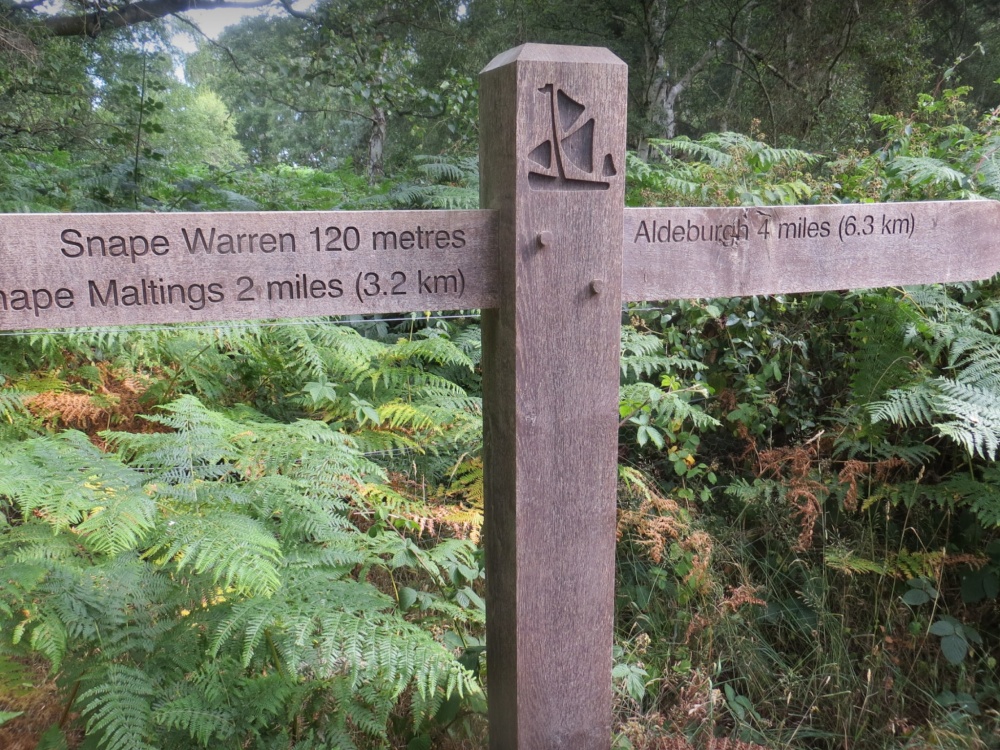 Snape Warren 120 metres
nape Maltings 2 miles (3.2 km)
Aldeburgh 4 miles (6.3 km)